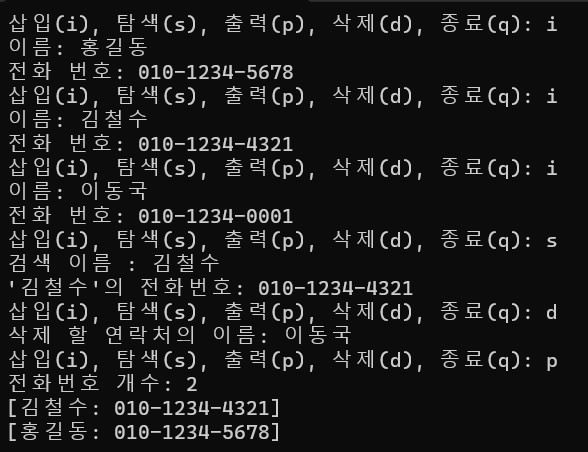 삽입(i), 탐색(s), 출력(p), 삭제(d), 종료(q): i
이름: 홍길동
전화 번호: 010-1234-5678
삽입(i), 탐색(s), 출력(p), 삭제(d), 종료(q): i
이름: 김철수
전화 번호: 010-1234-4321
삽입(i), 탐색(s), 출력(p), 삭제(d), 종료(q): i
이름: 이동국
전화 번호: 010-1234-0001
삽입(i), 탐색(s), 출력(p), 삭제(d), 종료(q): s
검색 이름 : 김철수
'김철수'의 전화번호: 010-1234-4321
삽입(i), 탐색(s), 출력(p), 삭제(d), 종료(q): d
삭제 할 연락처의 이름: 이동국
삽입(i), 탐색(s), 출력(p), 삭제(d), 종료(q): p
전화번호 개수: 2
[김철수: 010-1234-4321]
[홍길동: 010-1234-5678]